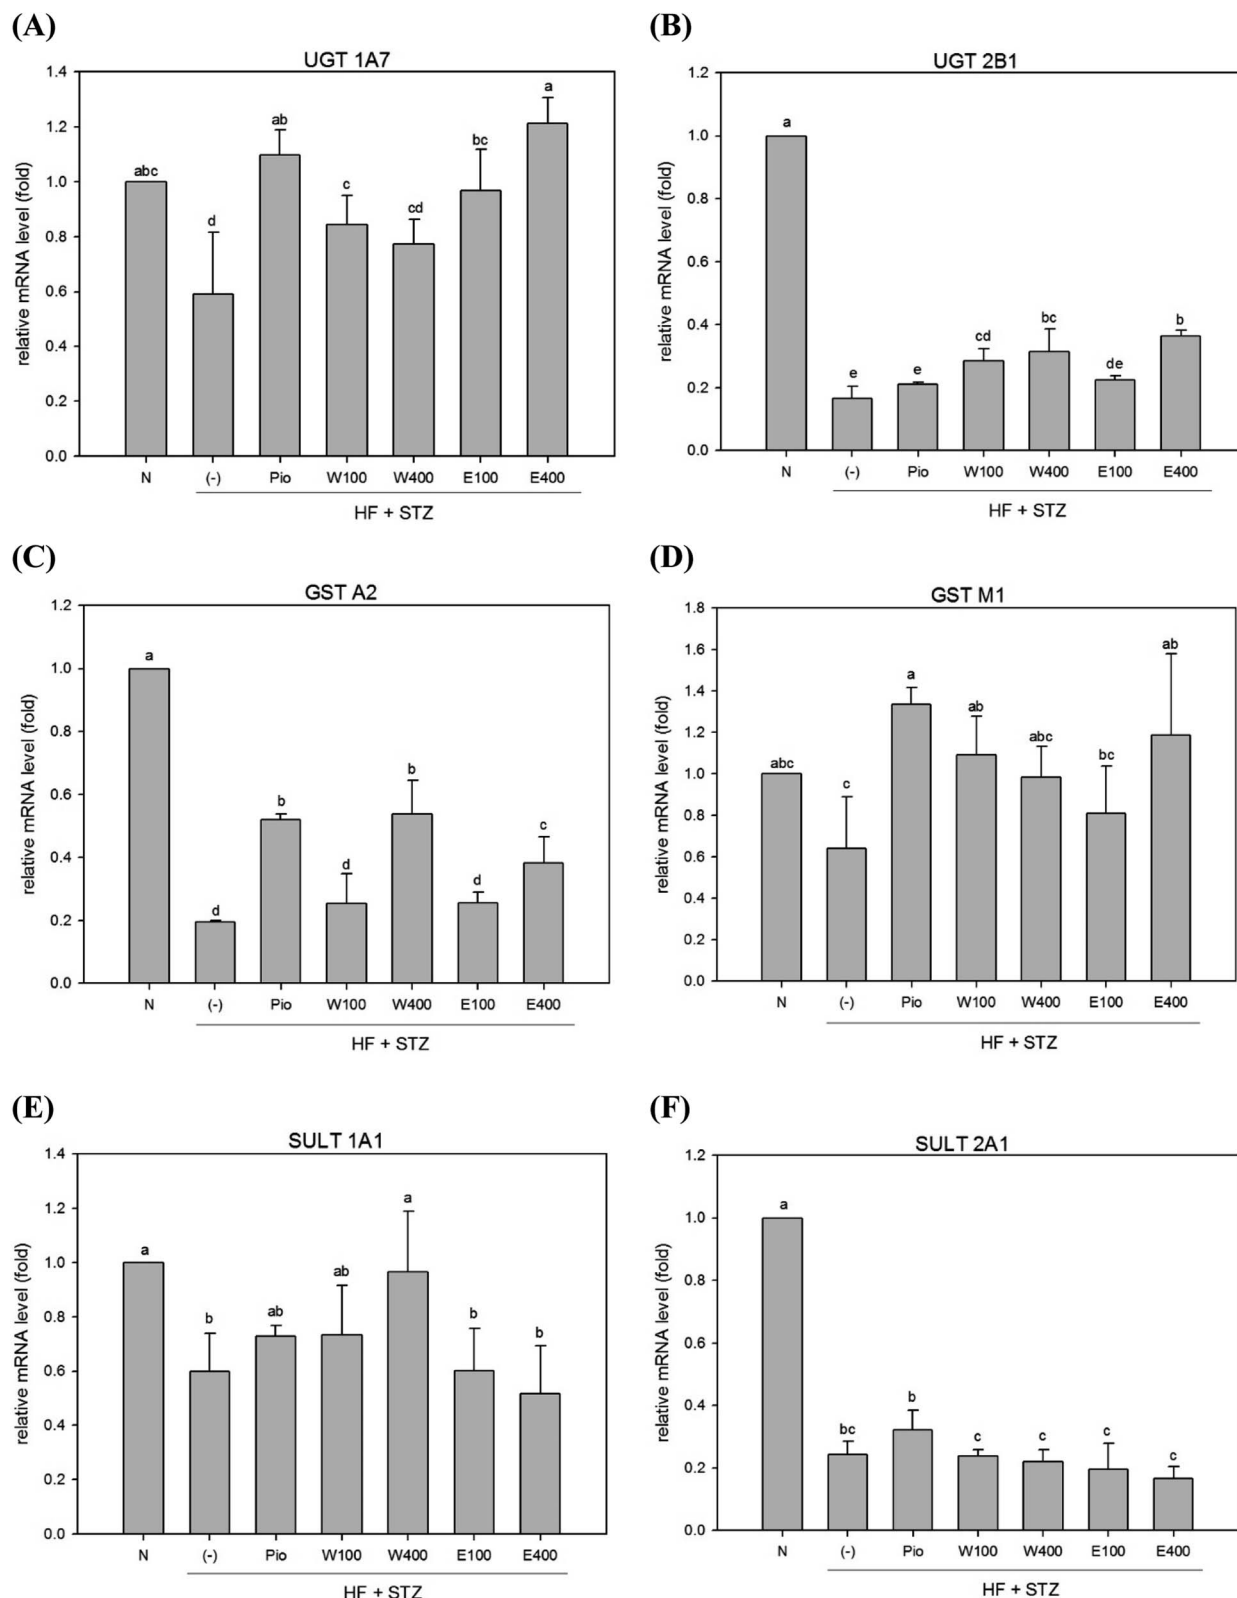 (A)
UGT 1A7
relative mRNA level (fold)
1.4
1.2
1.0
0.8
0.6
0.4
0.2
0.0
abc
d
ab
c
cd
bc
a
N (-) Pio W100 W400 E100 E400
HF + STZ
(B)
UGT 2B1
relative mRNA level (fold)
1.2
1.0
0.8
0.6
0.4
0.2
0.0
a
e
e
cd
bc
de
b
N (-) Pio W100 W400 E100 E400
HF + STZ
(C)
GST A2
relative mRNA level (fold)
1.2
1.0
0.8
0.6
0.4
0.2
0.0
a
d
b
d
b
d
c
N (-) Pio W100 W400 E100 E400
HF + STZ
(D)
GST M1
relative mRNA level (fold)
1.8
1.6
1.4
1.2
1.0
0.8
0.6
0.4
0.2
0.0
abc
c
a
ab
abc
bc
ab
N (-) Pio W100 W400 E100 E400
HF + STZ
(E)
SULT 1A1
relative mRNA level (fold)
1.4
1.2
1.0
0.8
0.6
0.4
0.2
0.0
a
b
ab
ab
a
b
b
N (-) Pio W100 W400 E100 E400
HF + STZ
(F)
SULT 2A1
relative mRNA level (fold)
1.2
1.0
0.8
0.6
0.4
0.2
0.0
a
bc
b
c
c
c
c
N (-) Pio W100 W400 E100 E400
HF + STZ